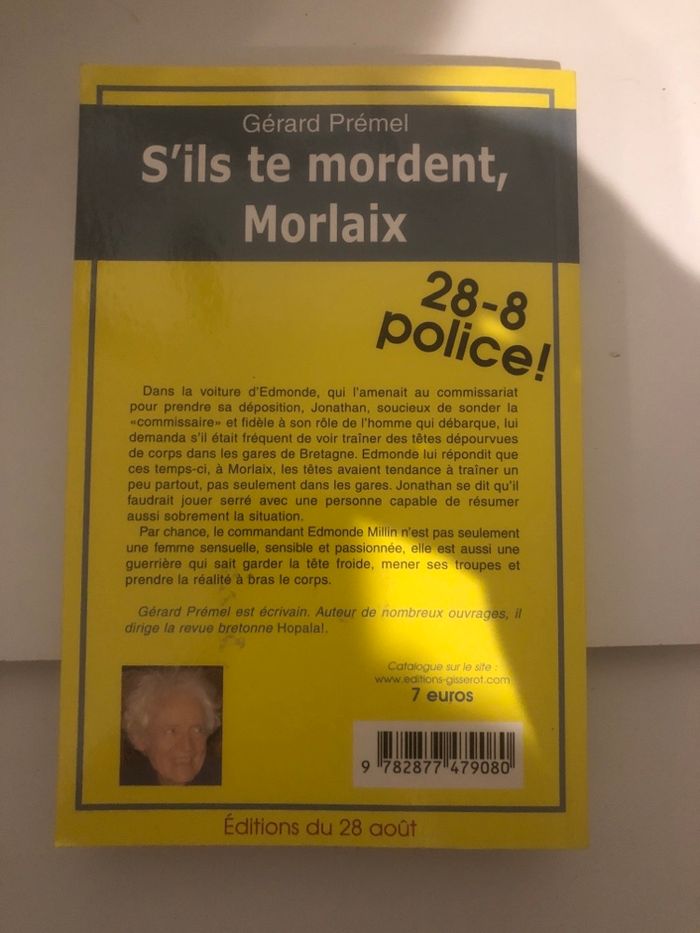 Gérard Prémel
S'ils te mordent,
Morlaix
28-8
police!
Dans la voiture d'Edmonde, qui l'amenait au commissariat
pour prendre sa déposition, Jonathan, soucieux de sonder la
«commissaire» et fidèle à son rôle de l'homme qui débarque, lui
demanda s'il était fréquent de voir traîner des têtes dépourvues
de corps dans les gares de Bretagne. Edmonde lui répondit que
ces temps-ci, à Morlaix, les têtes avaient tendance à traîner un
peu partout, pas seulement dans les gares. Jonathan se dit qu'il
faudrait jouer serré avec une personne capable de résumer
aussi sobrement la situation.
Par chance, le commandant Edmonde Millin n'est pas seulement
une femme sensuelle, sensible et passionnée, elle est aussi une
guerrière qui sait garder la tête froide, mener ses troupes et
prendre la réalité à bras le corps.
Gérard Prémel est écrivain. Auteur de nombreux ouvrages, il
dirige la revue bretonne Hopala!.
Catalogue sur le site :
www.editions-gisserot.com
7 euros
9 782877 479080
Éditions du 28 août